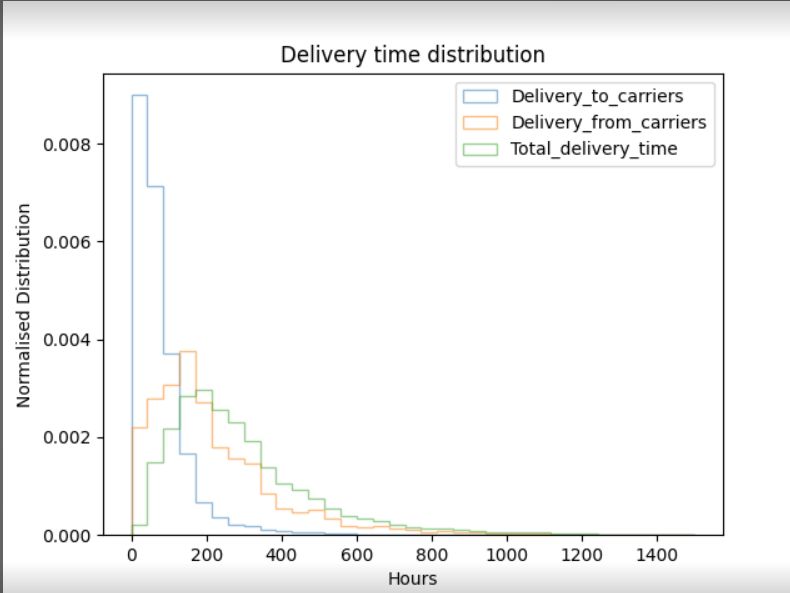 Delivery time distribution
Delivery_to_carriers
Delivery_from_carriers
Total_delivery_time
Normalised Distribution
0.008
0.006
0.004
0.002
0.000
0 200 400 600 800 1000 1200 1400
Hours